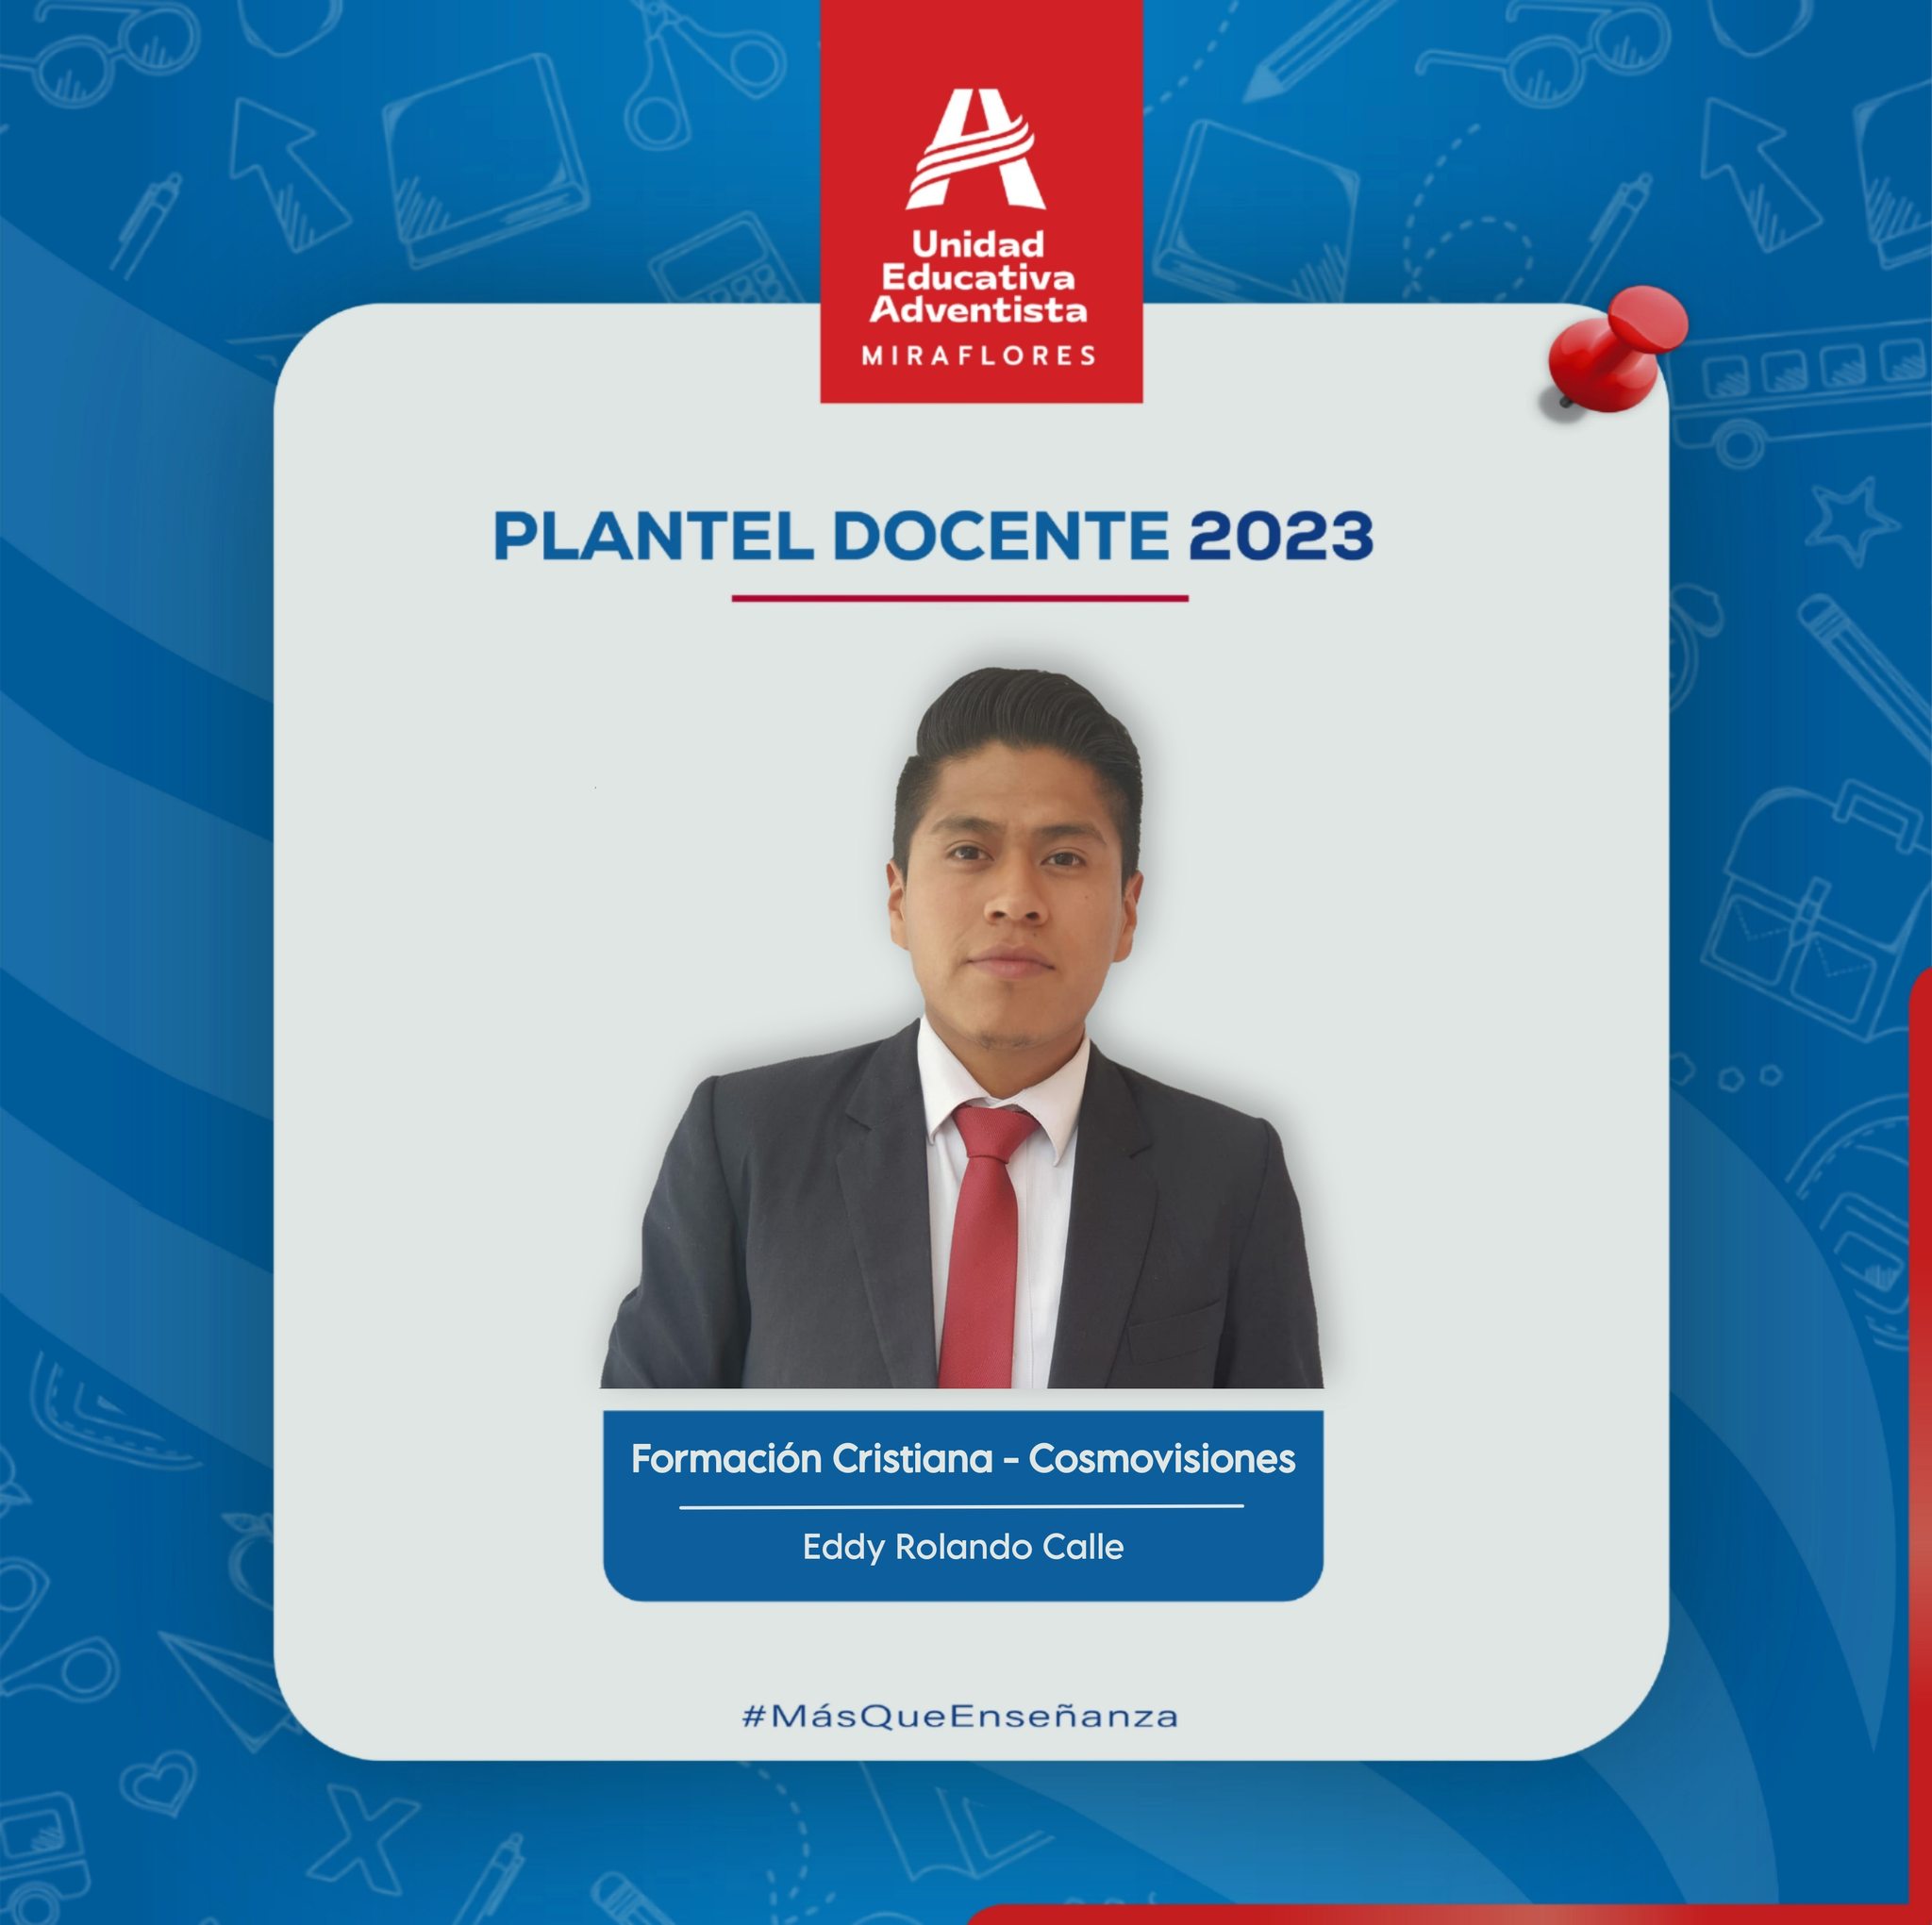 Unidad
Educativa
Adventista
MIRAFLORES
PLANTEL DOCENTE 2023
Formación Cristiana - Cosmovisiones
Eddy Rolando Calle
#MásQueEnseñanza